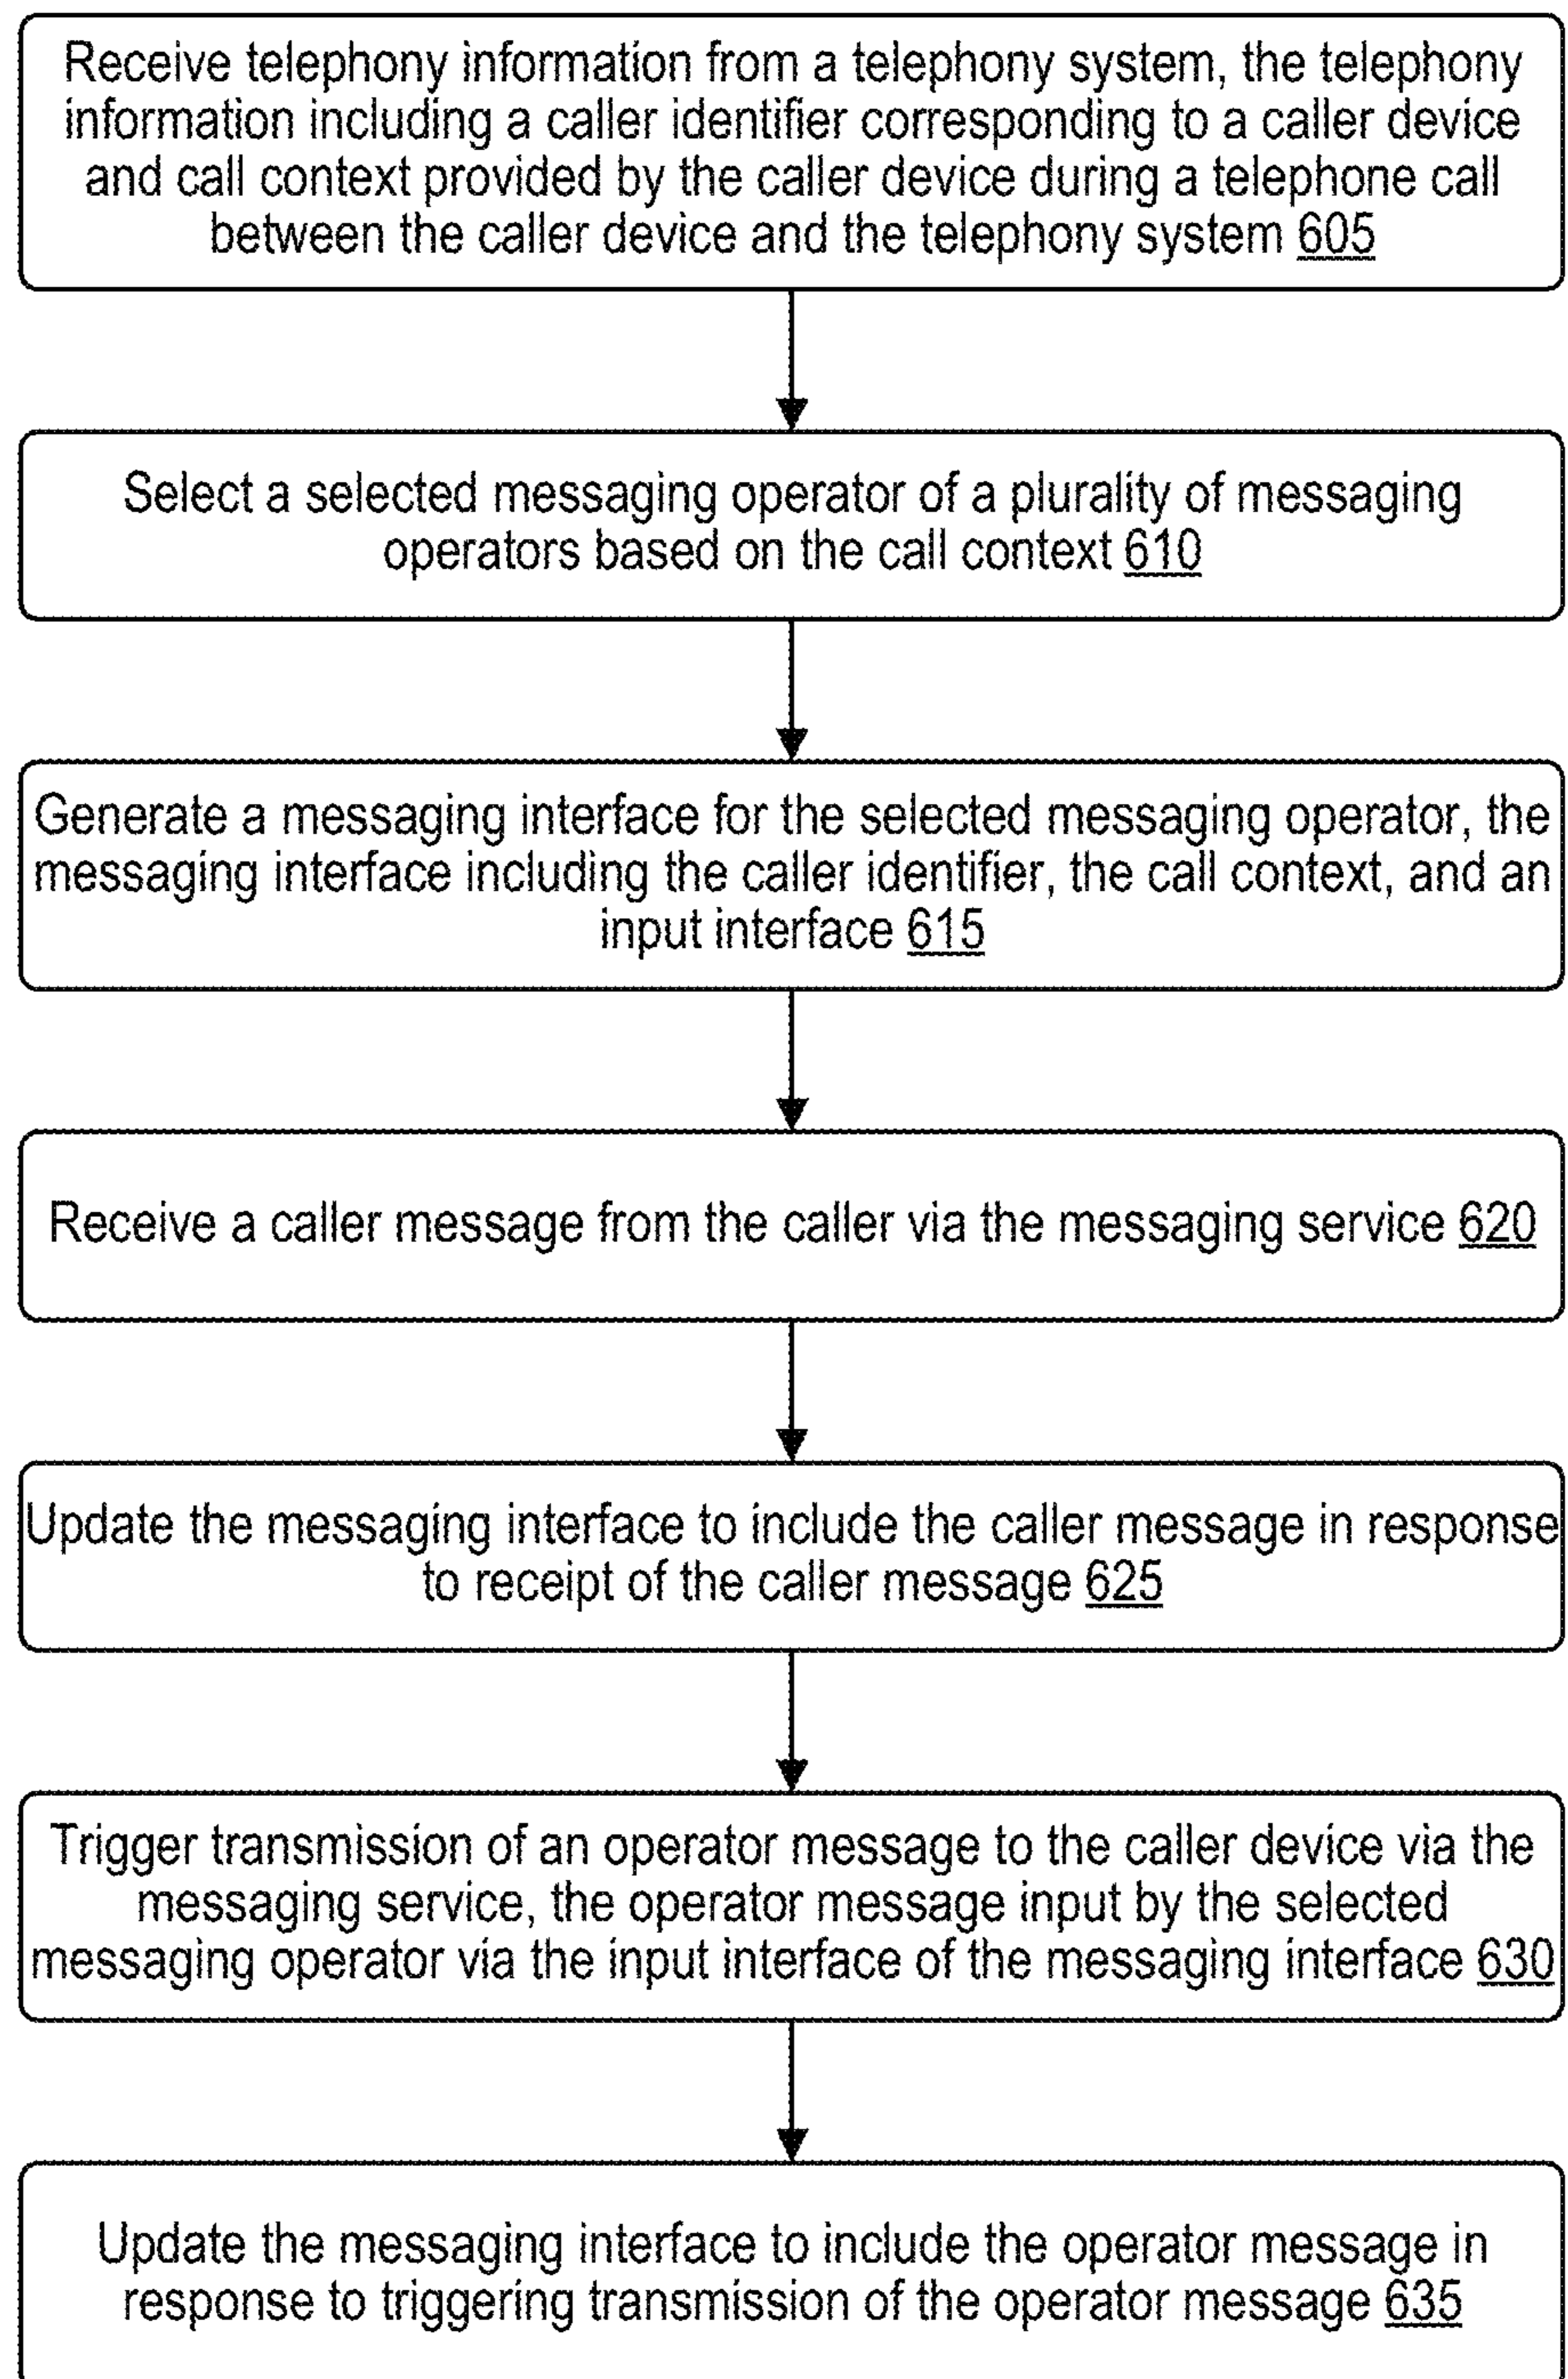 Receive telephony information from a telephony system, the telephony
information including a caller identifier corresponding to a caller device
and call context provided by the caller device during a telephone call
between the caller device and the telephony system 605
Select a selected messaging operator of a plurality of messaging
operators based on the call context 610
Generate a messaging interface for the selected messaging operator, the
messaging interface including the caller identifier, the call context, and an
input interface 615
Receive a caller message from the caller via the messaging service 620
Update the messaging interface to include the caller message in response
to receipt of the caller message 625
Trigger transmission of an operator message to the caller device via the
messaging service, the operator message input by the selected
messaging operator via the input interface of the messaging interface 630
Update the messaging interface to include the operator message in
response to triggering transmission of the operator message 635